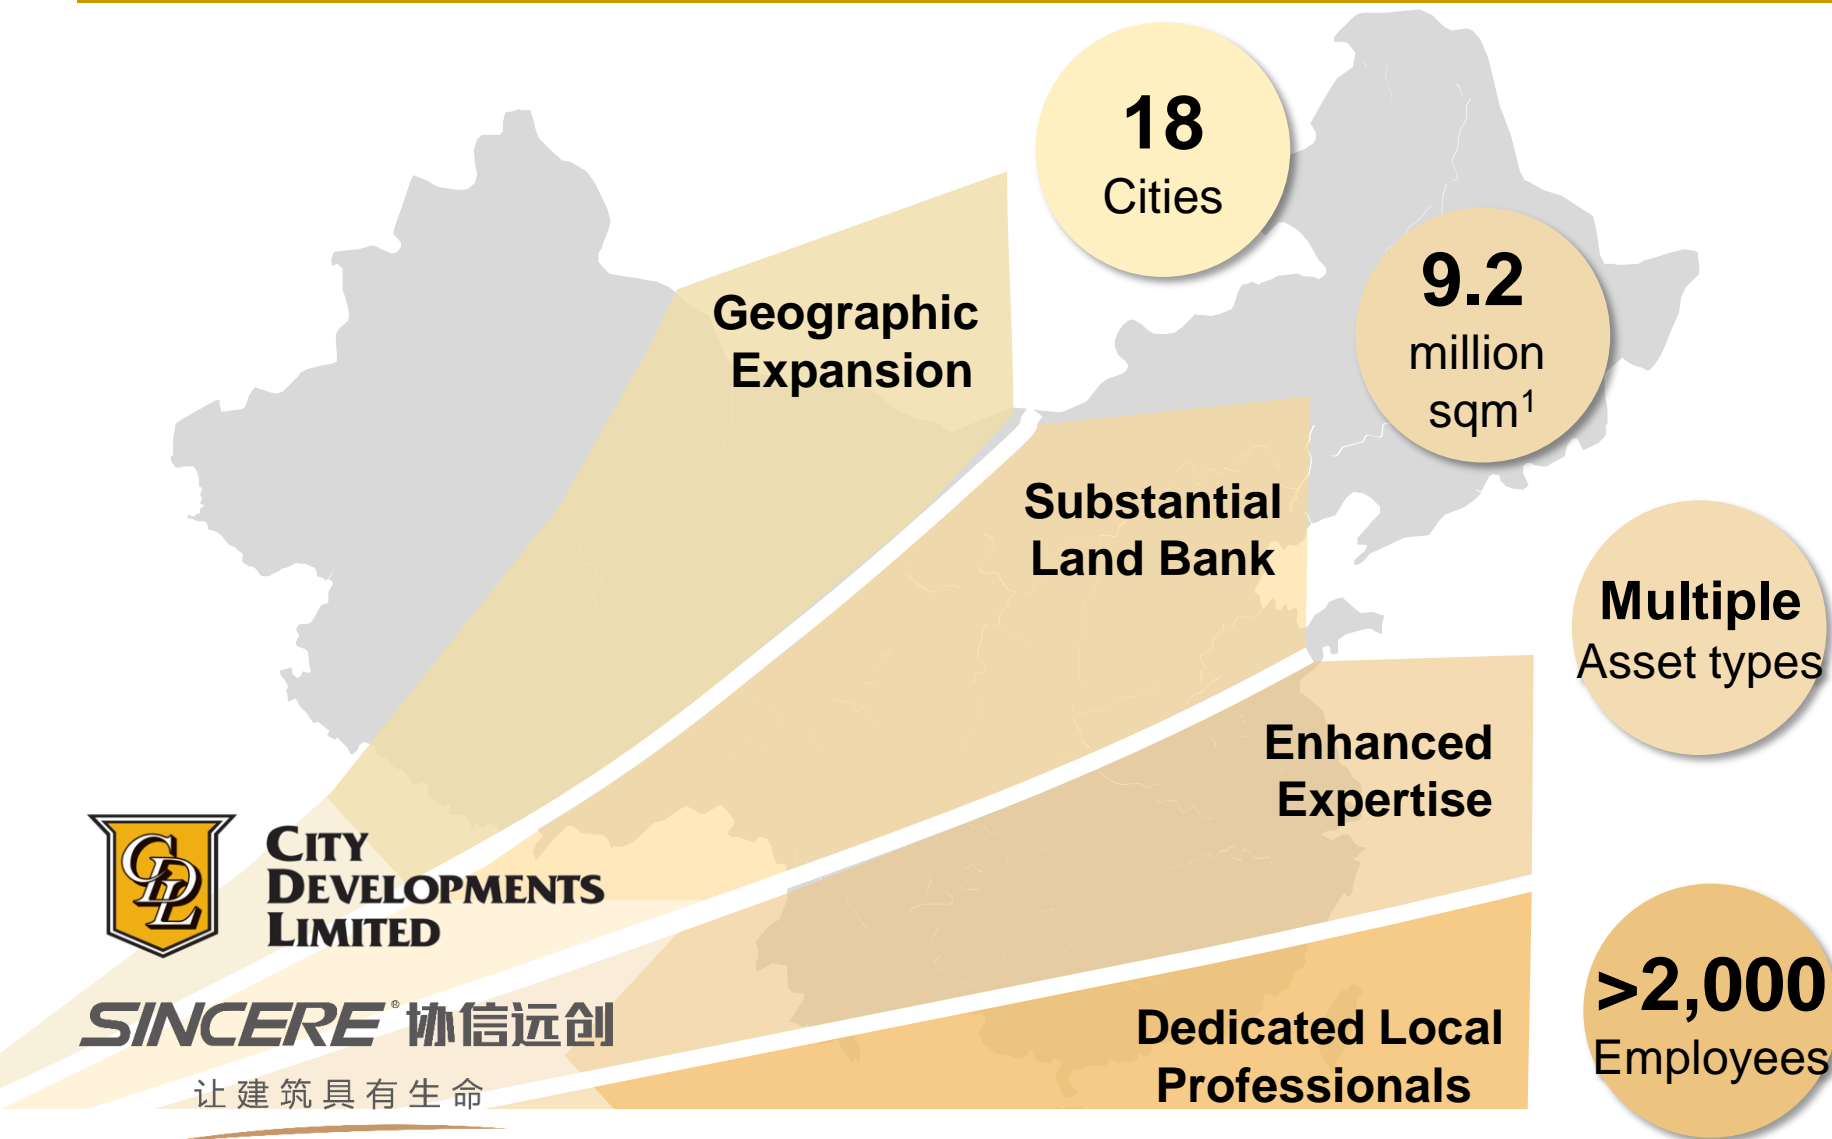 18
Cities
Geographic
Expansion
9.2
million
sqm¹
Substantial
Land Bank
Multiple
Asset types
Enhanced
Expertise
CDL
CITY
DEVELOPMENTS
LIMITED
SINCERE® 协信远创
让建筑具有生命
Dedicated Local
Professionals
>2,000
Employees